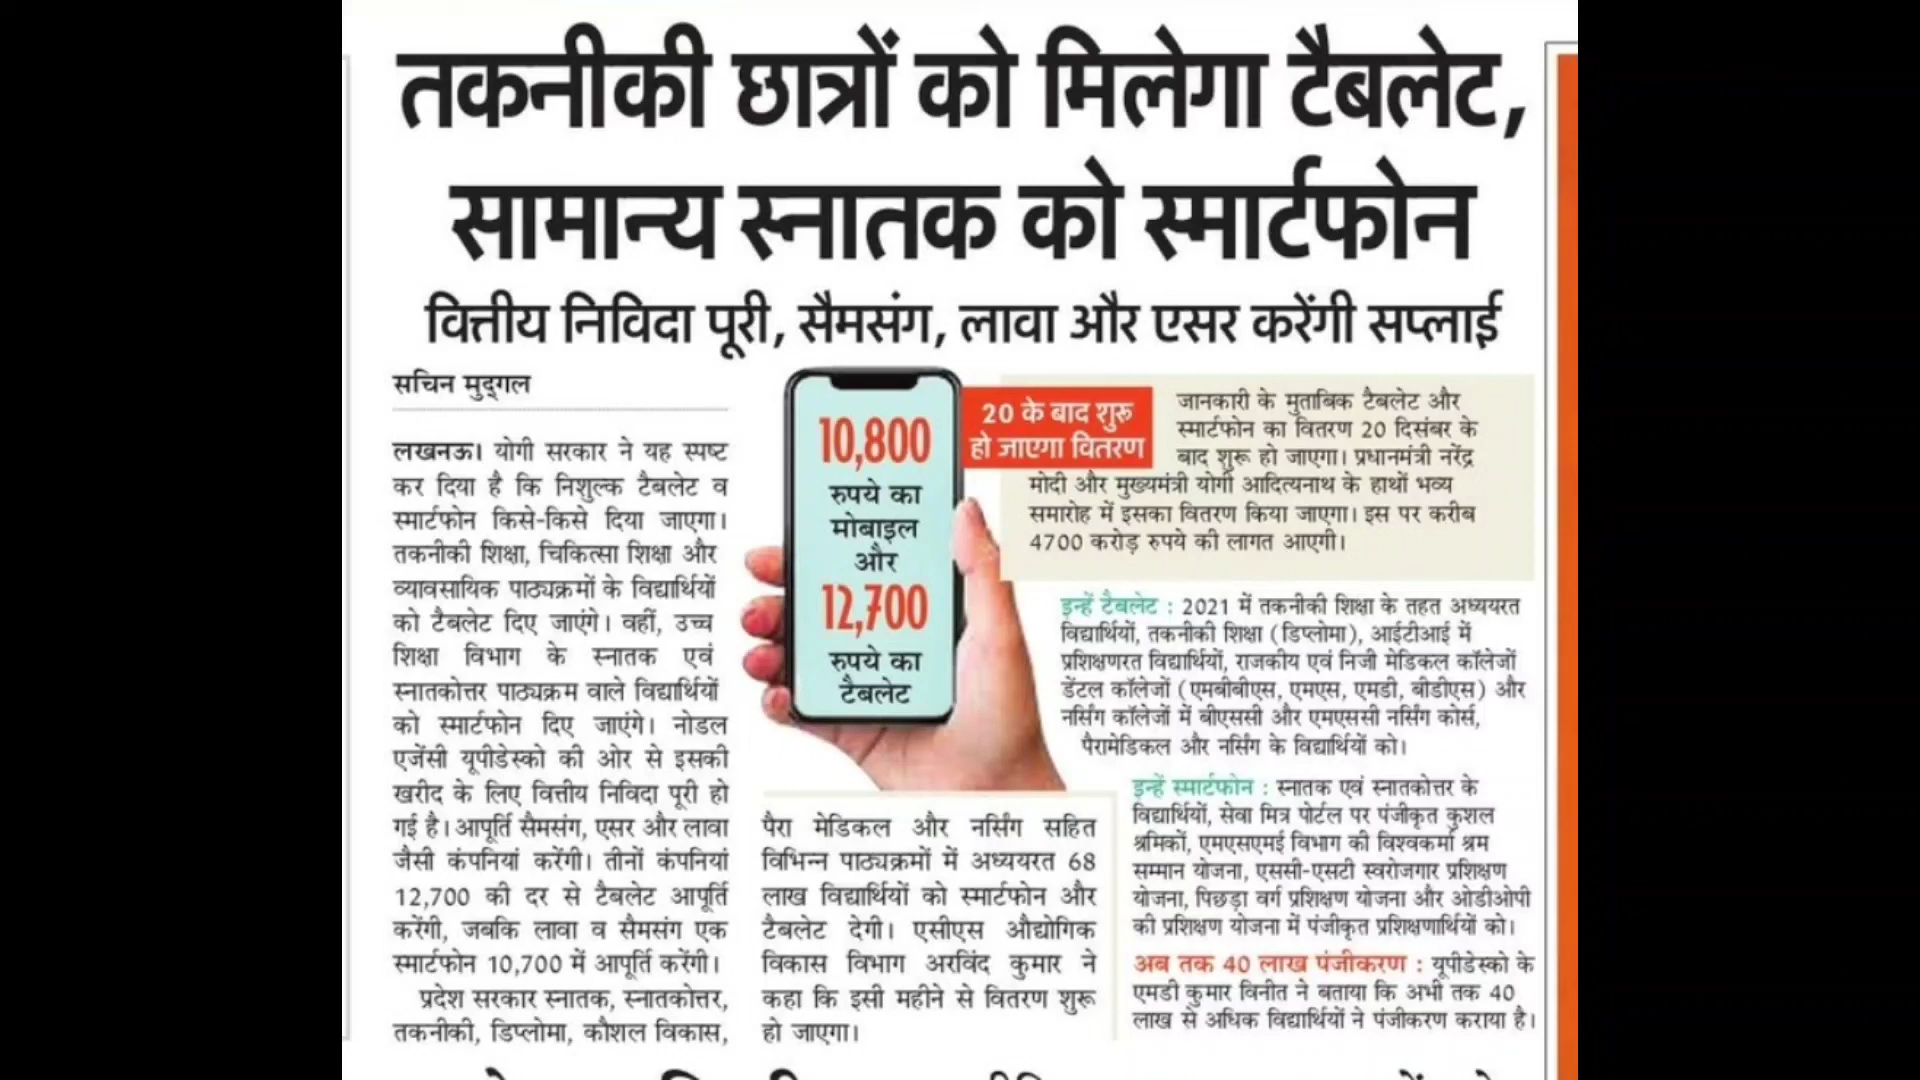 तकनीकी छात्रों को मिलेगा टैबलेट,
सामान्य स्नातक को स्मार्टफोन
वित्तीय निविदा पूरी, सैमसंग, लावा और एसर करेंगी सप्लाई
सचिन मुद्गल
लखनऊ। योगी सरकार ने यह स्पष्ट
कर दिया है कि निशुल्क टैबलेट व
स्मार्टफोन किसे-किसे दिया जाएगा।
तकनीकी शिक्षा, चिकित्सा शिक्षा और
व्यावसायिक पाठ्यक्रमों के विद्यार्थियों
को टैबलेट दिए जाएंगे। वहीं, उच्च
शिक्षा विभाग के स्नातक एवं
स्नातकोत्तर पाठ्यक्रम वाले विद्यार्थियों
को स्मार्टफोन दिए जाएंगे। नोडल
एजेंसी यूपीडेस्को की ओर से इसकी
खरीद के लिए वित्तीय निविदा पूरी हो
गई है। आपूर्ति सैमसंग, एसर और लावा
जैसी कंपनियां करेंगी। तीनों कंपनियां
12,700 की दर से टैबलेट आपूर्ति
करेंगी, जबकि लावा व सैमसंग एक
स्मार्टफोन 10,700 में आपूर्ति करेंगी।
प्रदेश सरकार स्नातक, स्नातकोत्तर,
तकनीकी, डिप्लोमा, कौशल विकास,
10,800
रुपये का
मोबाइल
और
12,700
रुपये का
टैबलेट
पैरा मेडिकल और नर्सिंग सहित
विभिन्न पाठ्यक्रमों में अध्ययरत 68
लाख विद्यार्थियों को स्मार्टफोन और
टैबलेट देगी। एसीएस औद्योगिक
विकास विभाग अरविंद कुमार ने
कहा कि इसी महीने से वितरण शुरू
हो जाएगा।
20 के बाद शुरू
हो जाएगा वितरण
जानकारी के मुताबिक टैबलेट और
स्मार्टफोन का वितरण 20 दिसंबर के
बाद शुरू हो जाएगा। प्रधानमंत्री नरेंद्र
मोदी और मुख्यमंत्री योगी आदित्यनाथ के हाथों भव्य
समारोह में इसका वितरण किया जाएगा। इस पर करीब
4700 करोड़ रुपये की लागत आएगी।
इन्हें टैबलेट : 2021 में तकनीकी शिक्षा के तहत अध्ययरत
विद्यार्थियों, तकनीकी शिक्षा (डिप्लोमा), आईटीआई में
प्रशिक्षणरत विद्यार्थियों, राजकीय एवं निजी मेडिकल कॉलेजों
डेंटल कॉलेजों (एमबीबीएस, एमएस, एमडी, बीडीएस) और
नर्सिंग कॉलेजों में बीएससी और एमएससी नर्सिंग कोर्स,
पैरामेडिकल और नर्सिंग के विद्यार्थियों को।
इन्हें स्मार्टफोन : स्नातक एवं स्नातकोत्तर के
विद्यार्थियों, सेवा मित्र पोर्टल पर पंजीकृत कुशल
श्रमिकों, एमएसएमई विभाग की विश्वकर्मा श्रम
सम्मान योजना, एससी-एसटी स्वरोजगार प्रशिक्षण
योजना, पिछड़ा वर्ग प्रशिक्षण योजना और ओडीओपी
की प्रशिक्षण योजना में पंजीकृत प्रशिक्षणार्थियों को।
अब तक 40 लाख पंजीकरण : यूपीडेस्को के
एमडी कुमार विनीत ने बताया कि अभी तक 40
लाख से अधिक विद्यार्थियों ने पंजीकरण कराया है।